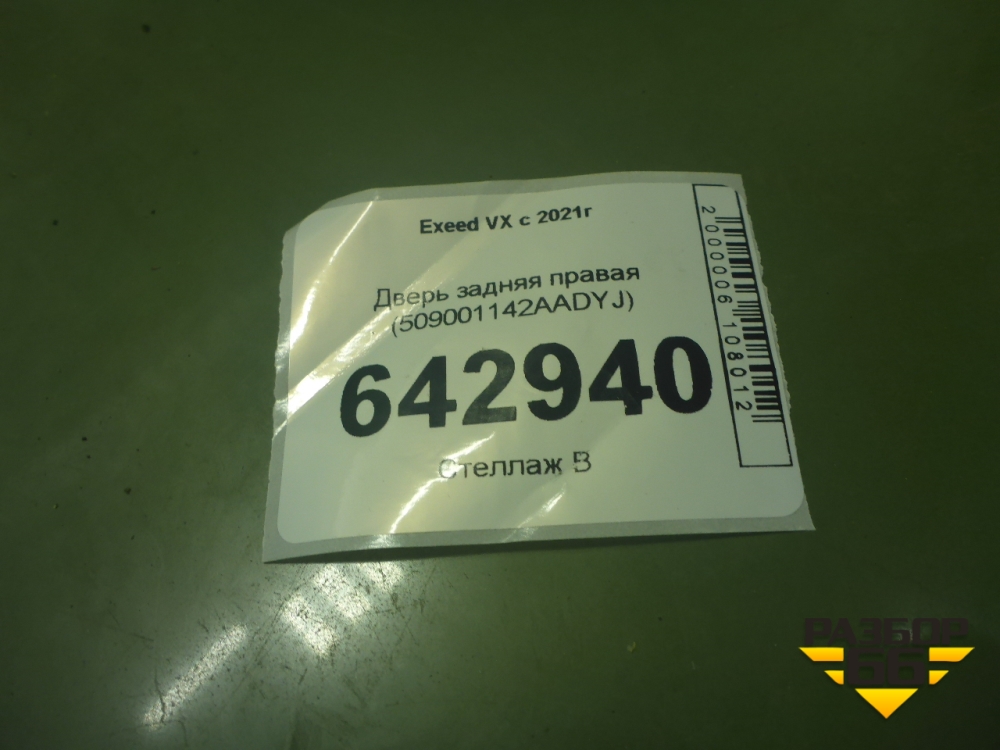 Exeed VX с 2021г
Дверь задняя правая
(509001142AADYJ)
642940
Стеллаж В
2000006108012
РАЗБОР
66